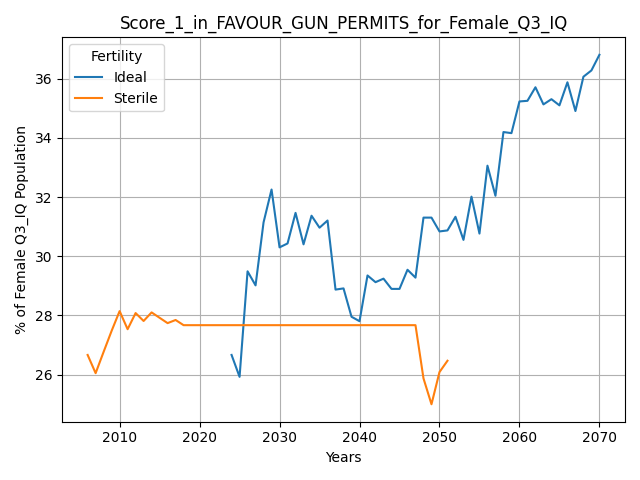 Score_1_in_FAVOUR_GUN_PERMITS_for_Female_Q3_IQ
Fertility
Ideal
Sterile
% of Female Q3_IQ Population
36
34
32
30
28
26
2010 2020 2030 2040 2050 2060 2070
Years